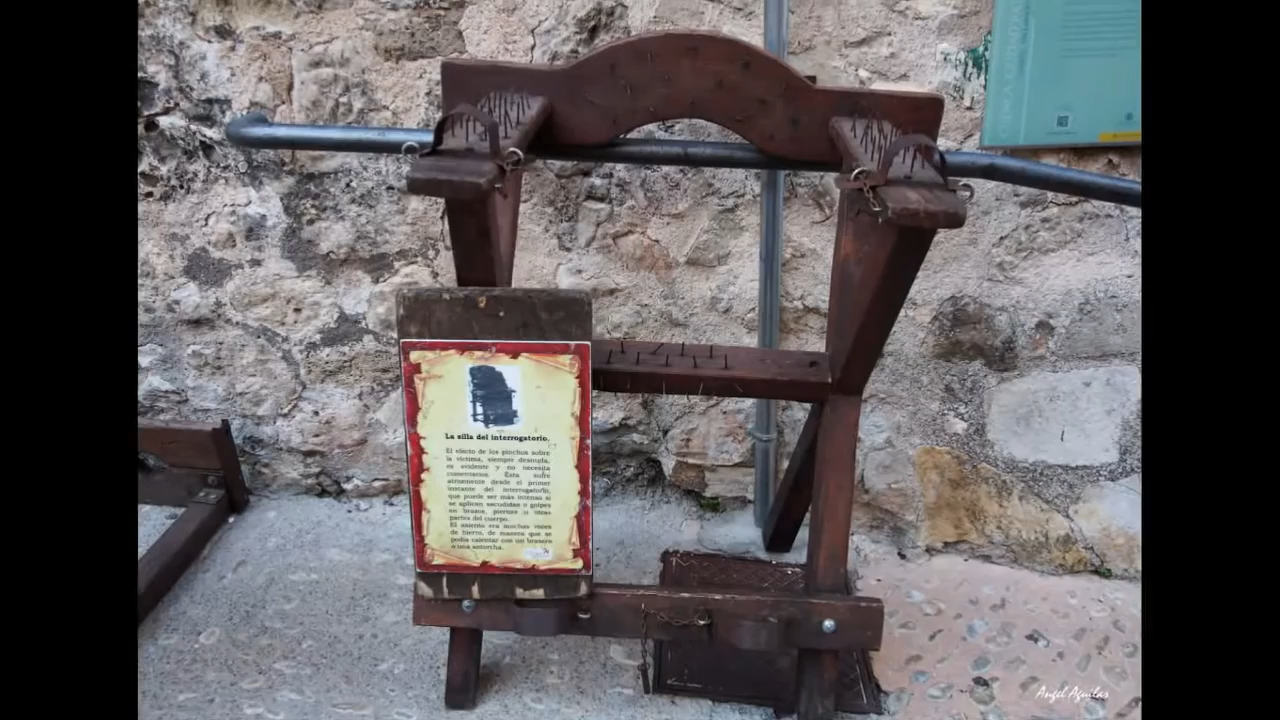 La silla del interrogatorio.
El efecto de los pinchos sobre
la víctima, siempre desnuda,
es evidente y no necesita
comentarios. Esta sufre
atrozmente desde el primer
instante del interrogatorio,
que puede ser más intenso si
se aplican sacudidas o golpes
en brazos, piernas u otras
partes del cuerpo.
El asiento era muchas veces
de hierro, de manera que se
podía calentar con un brasero
o una antorcha.
Angel Aguilas